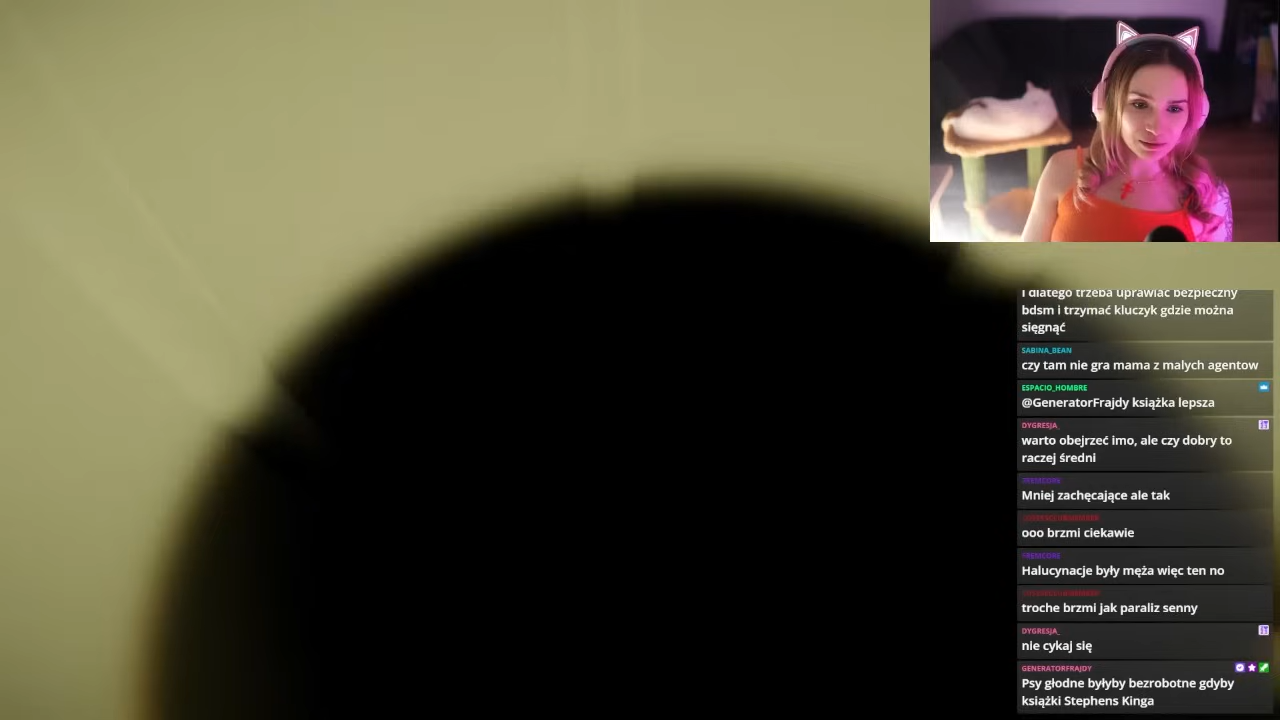 I dlatego trzeba uprawiać bezpieczny
bdsm i trzymać kluczyk gdzie można
sięgnąć
SABINA_BEAN
czy tam nie gra mama z malych agentow
ESPACIO_HOMBRE
@GeneratorFrajdy książka lepsza
DYGRESJA_
warto obejrzeć imo, ale czy dobry to
raczej średni
Mniej zachęcające ale tak
ooo brzmi ciekawie
Halucynacje były męża więc ten no
troche brzmi jak paraliz senny
DYGRESJA_
nie cykaj się
GENERATORFRAJDY
Psy głodne byłyby bezrobotne gdyby
książki Stephens Kinga